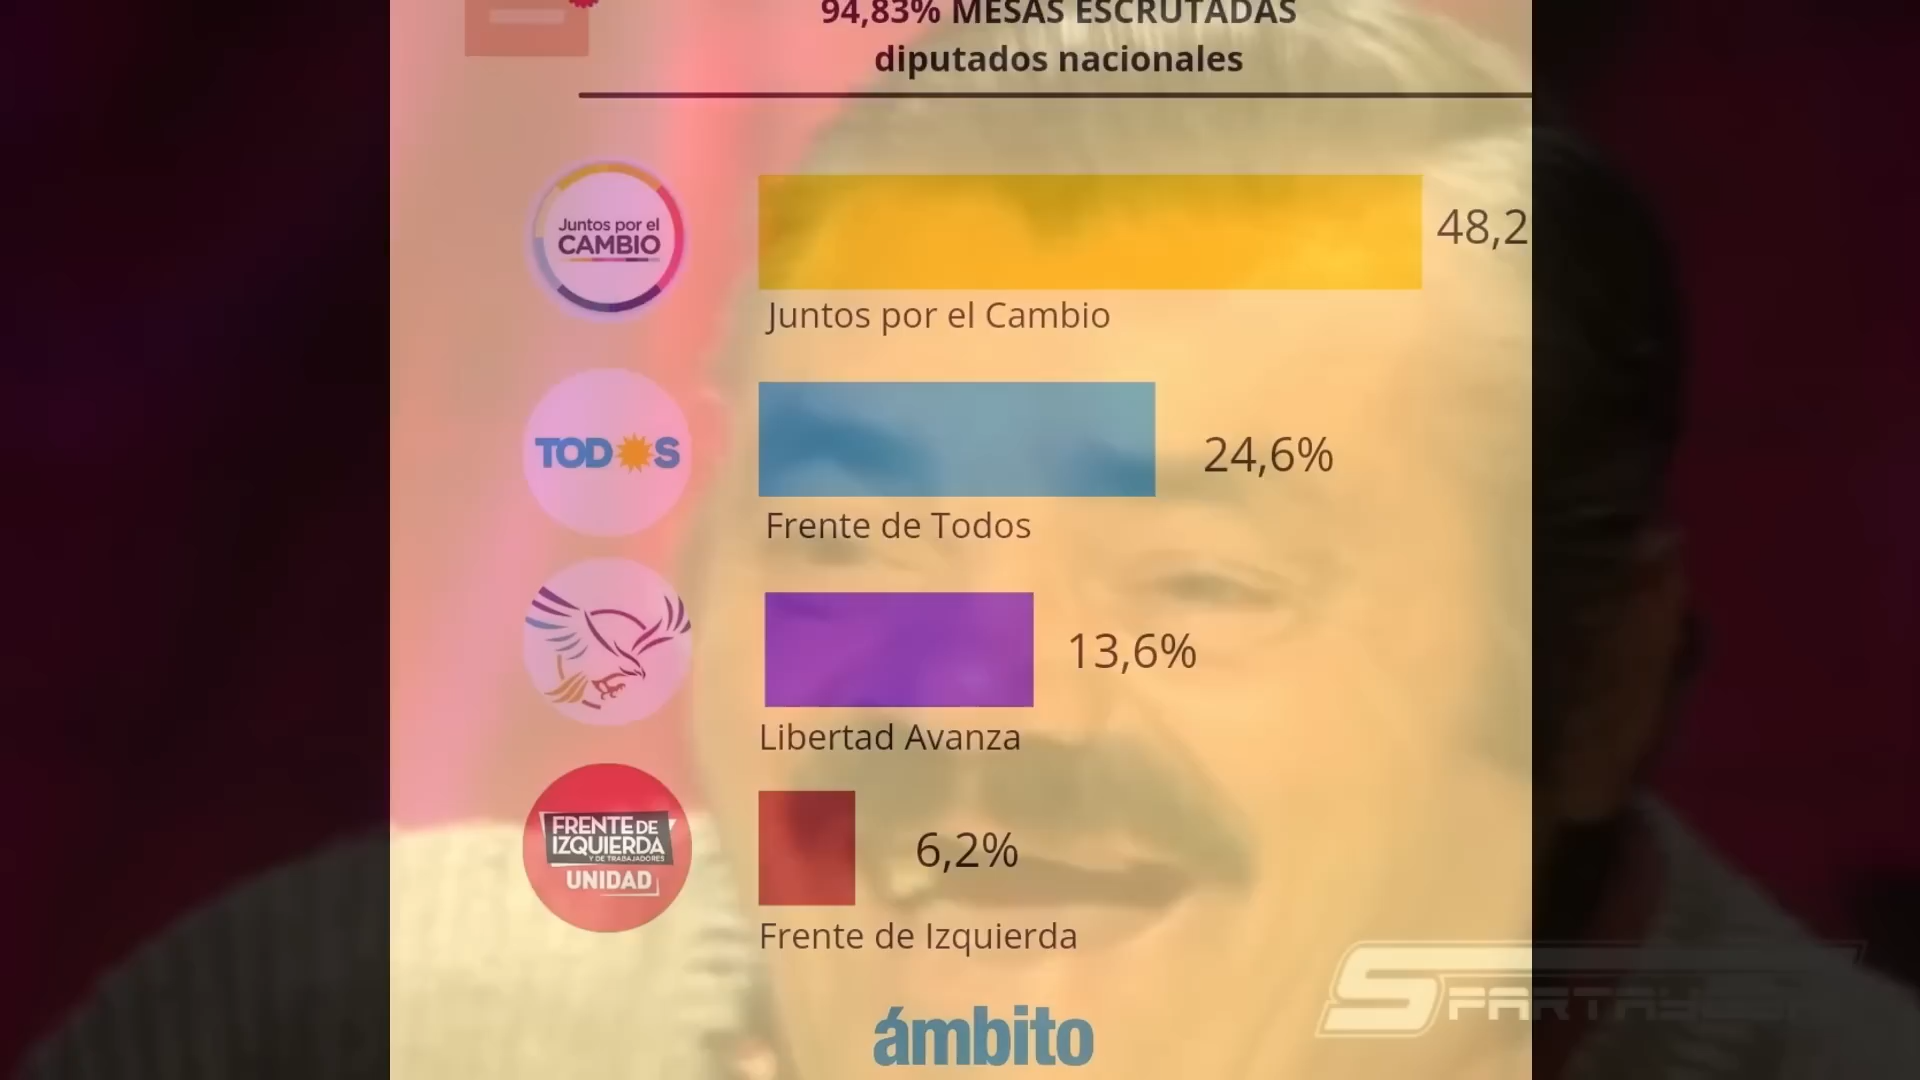 94,83% MESAS ESCRUTADAS
diputados nacionales
Juntos por el
CAMBIO
48,2
Juntos por el Cambio
TODOS
24,6%
Frente de Todos
13,6%
Libertad Avanza
FRENTE DE
IZQUIERDA
Y DE TRABAJADORES
UNIDAD
6,2%
Frente de Izquierda
ámbito